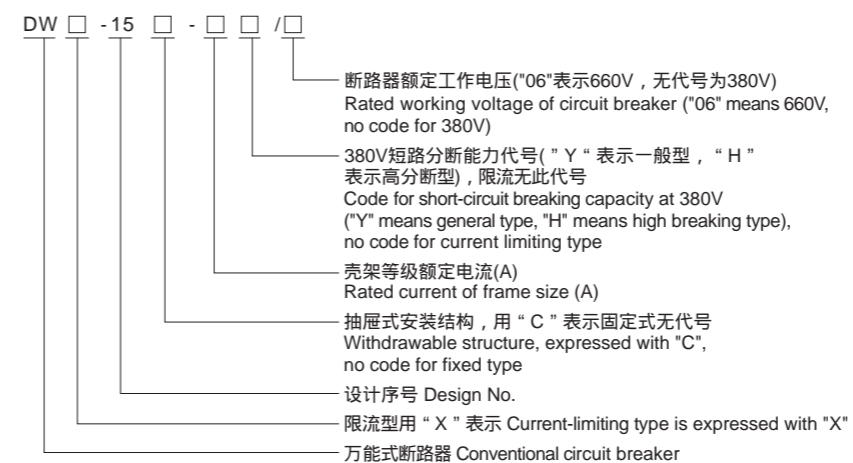 DW □ -15 □ - □ □ /□
断路器额定工作电压("06"表示660V，无代号为380V)
Rated working voltage of circuit breaker ("06" means 660V,
no code for 380V)
380V短路分断能力代号( ” Y “ 表示一般型， “ H ”
表示高分断型)，限流无此代号
Code for short-circuit breaking capacity at 380V
("Y" means general type, "H" means high breaking type),
no code for current limiting type
壳架等级额定电流(A)
Rated current of frame size (A)
抽屉式安装结构，用 “ C ” 表示固定式无代号
Withdrawable structure, expressed with "C",
no code for fixed type
设计序号 Design No.
限流型用 “ X ” 表示 Current-limiting type is expressed with "X"
万能式断路器 Conventional circuit breaker